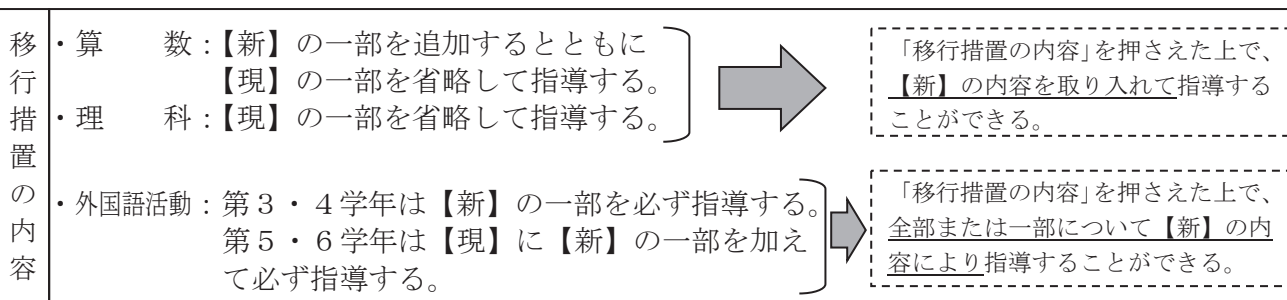 移行措置の内容
・算　　数：【新】の一部を追加するとともに
【現】の一部を省略して指導する。
・理　　科：【現】の一部を省略して指導する。
「移行措置の内容」を押さえた上で、
【新】の内容を取り入れて指導する
ことができる。
・外国語活動：第３・４学年は【新】の一部を必ず指導する。
第５・６学年は【現】に【新】の一部を加え
て必ず指導する。
「移行措置の内容」を押さえた上で、
全部または一部について【新】の内
容により指導することができる。